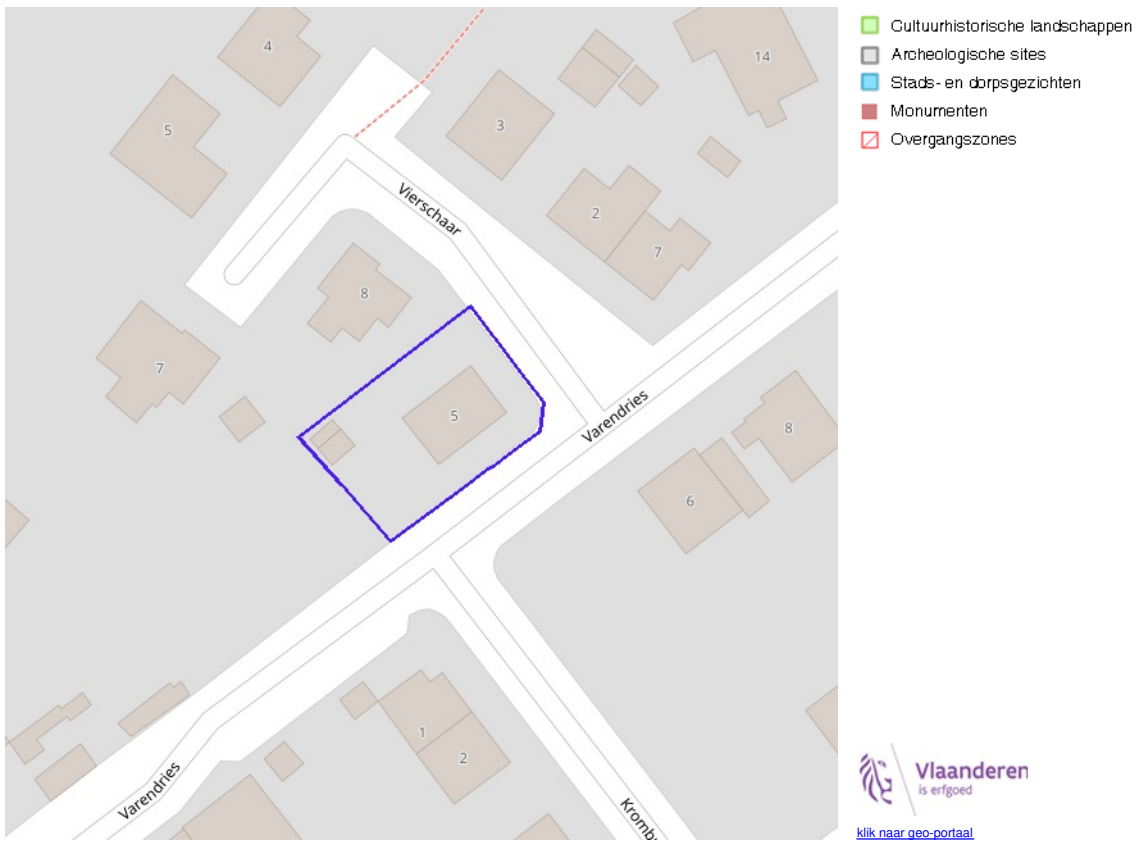 4
5
3
14
Vierschaar
2
7
8
7
5
Varendries
8
6
1
2
Varendries
Krombu
Cultuurhistorische landschappen
Archeologische sites
Stads- en dorpsgezichten
Monumenten
Overgangszones
Vlaanderen
is erfgoed
klik naar geo-portaal